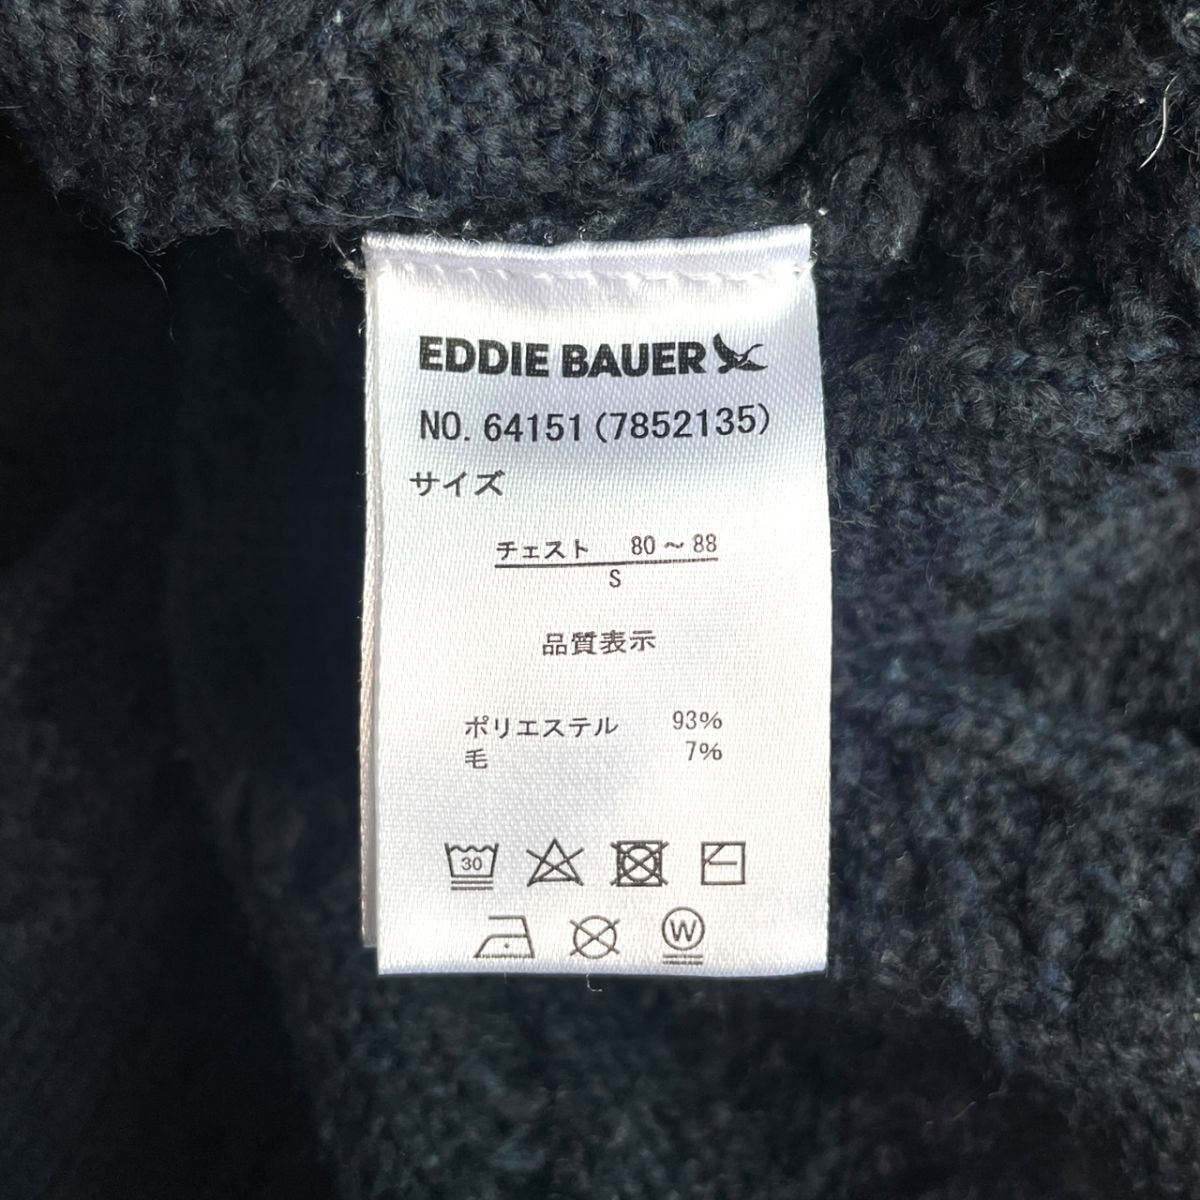 EDDIE BAUER
NO. 64151 (7852135)
サイズ
チェスト 80～88
S
品質表示
ポリエステル 93%
毛 7%
30
W